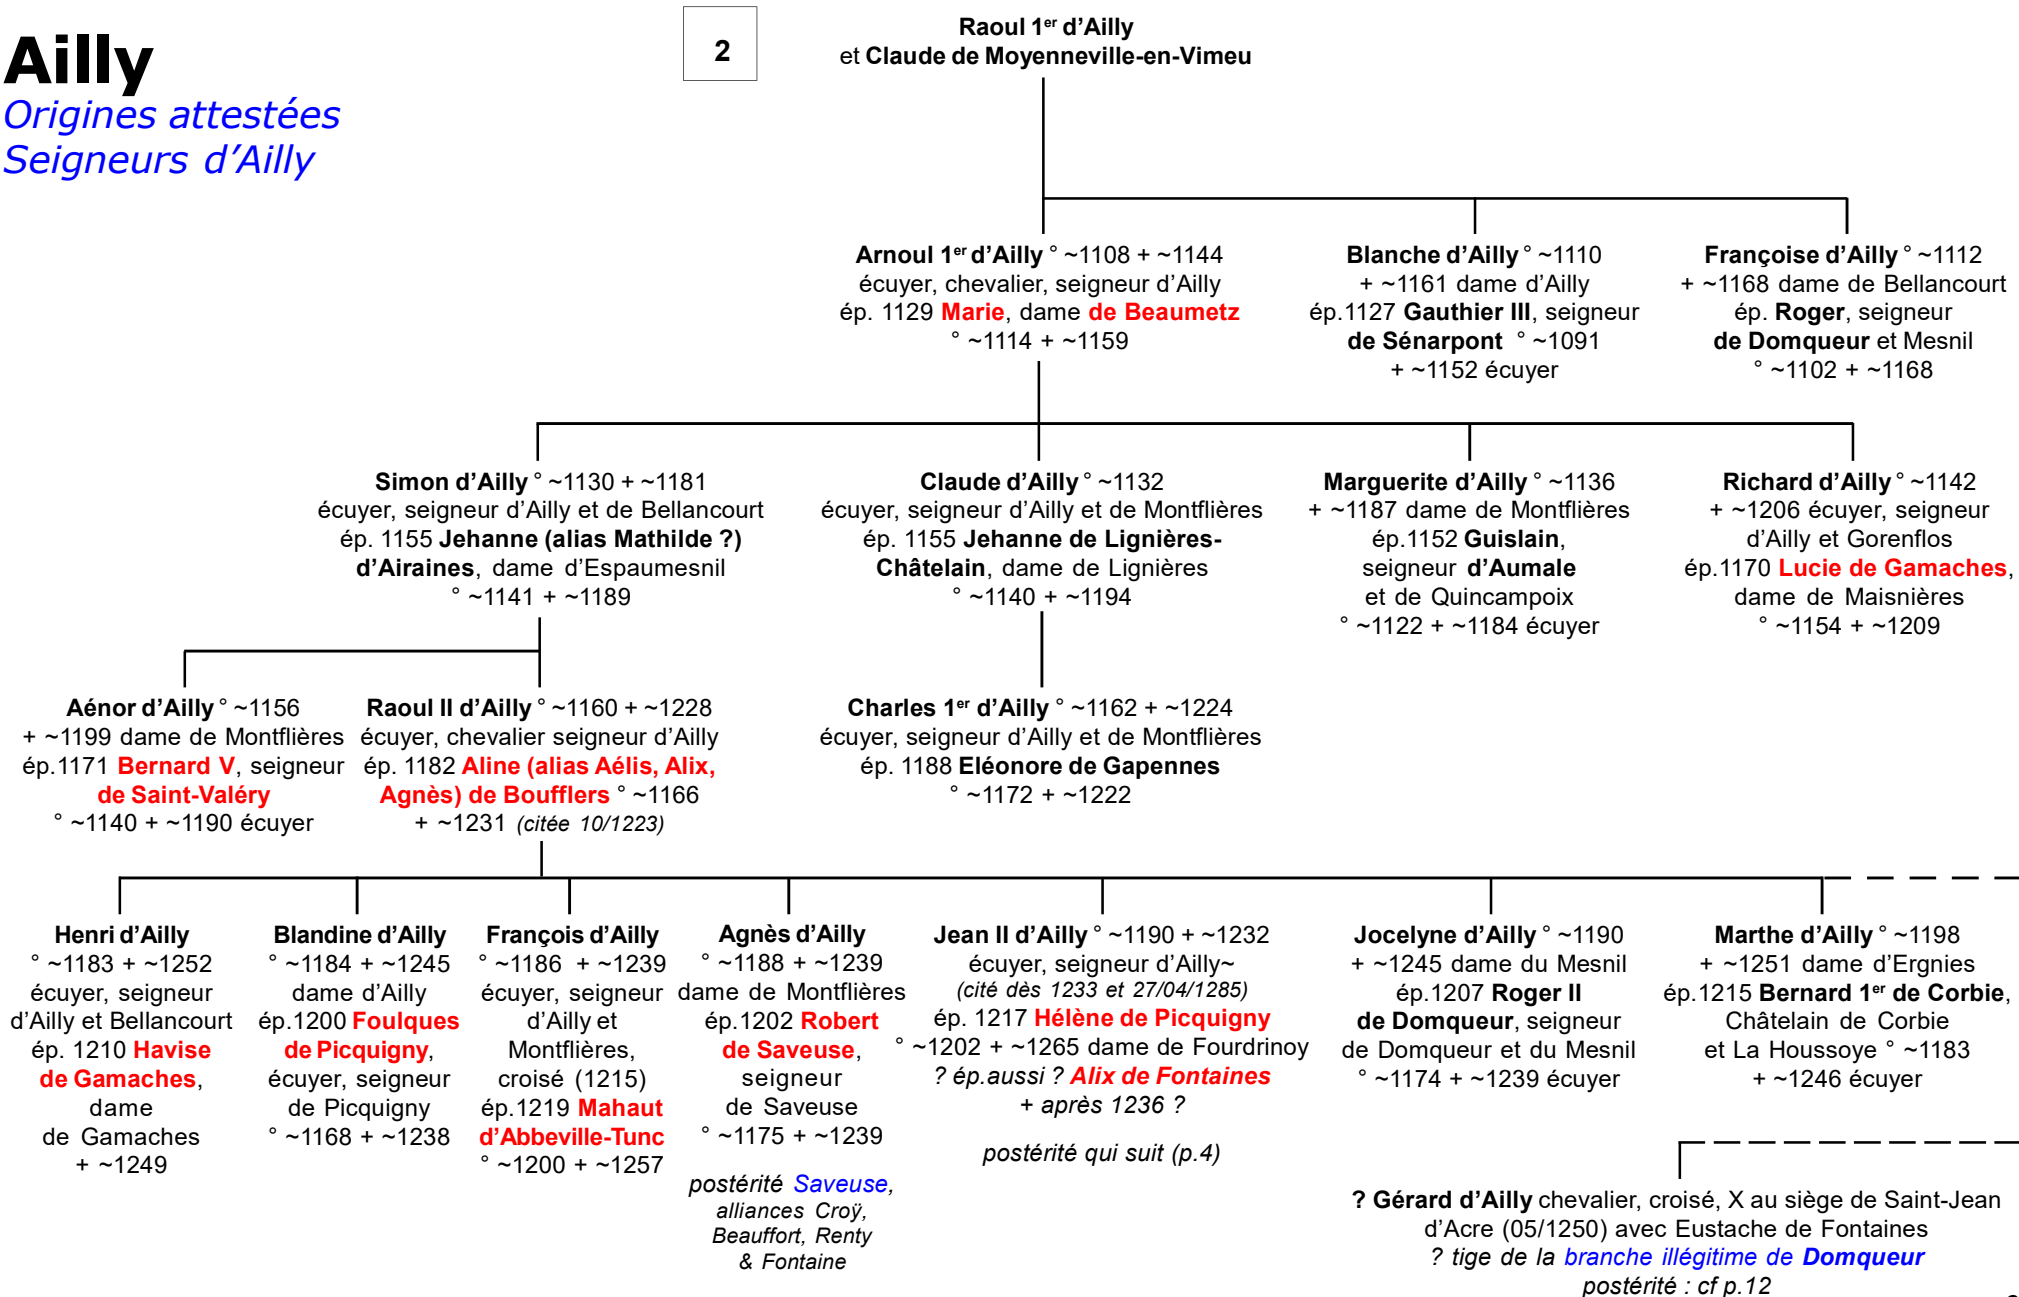 Ailly
Origines attestées
Seigneurs d’Ailly
2
Raoul 1er d’Ailly
et Claude de Moyenneville-en-Vimeu
Arnoul 1er d’Ailly ° ~1108 + ~1144
écuyer, chevalier, seigneur d’Ailly
ép. 1129 Marie, dame de Beaumetz
° ~1114 + ~1159
Blanche d’Ailly ° ~1110
+ ~1161 dame d’Ailly
ép.1127 Gauthier III, seigneur
de Sénarpont ° ~1091
+ ~1152 écuyer
Françoise d’Ailly ° ~1112
+ ~1168 dame de Bellancourt
ép. Roger, seigneur
de Domqueur et Mesnil
° ~1102 + ~1168
Simon d’Ailly ° ~1130 + ~1181
écuyer, seigneur d’Ailly et de Bellancourt
ép. 1155 Jehanne (alias Mathilde ?)
d’Airaines, dame d’Espaumesnil
° ~1141 + ~1189
Claude d’Ailly ° ~1132
écuyer, seigneur d’Ailly et de Montflières
ép. 1155 Jehanne de Lignières-
Châtelain, dame de Lignières
° ~1140 + ~1194
Marguerite d’Ailly ° ~1136
+ ~1187 dame de Montflières
ép.1152 Guislain,
seigneur d’Aumale
et de Quincampoix
° ~1122 + ~1184 écuyer
Richard d’Ailly ° ~1142
+ ~1206 écuyer, seigneur
d’Ailly et Gorenflos
ép.1170 Lucie de Gamaches,
dame de Maisnières
° ~1154 + ~1209
Aénor d’Ailly ° ~1156
+ ~1199 dame de Montflières
ép.1171 Bernard V, seigneur
de Saint-Valéry
° ~1140 + ~1190 écuyer
Raoul II d’Ailly ° ~1160 + ~1228
écuyer, chevalier seigneur d’Ailly
ép. 1182 Aline (alias Aélis, Alix,
Agnès) de Boufflers ° ~1166
+ ~1231 (citée 10/1223)
Charles 1er d’Ailly ° ~1162 + ~1224
écuyer, seigneur d’Ailly et de Montflières
ép. 1188 Eléonore de Gapennes
° ~1172 + ~1222
Henri d’Ailly
° ~1183 + ~1252
écuyer, seigneur
d’Ailly et Bellancourt
ép. 1210 Havise
de Gamaches,
dame
de Gamaches
+ ~1249
Blandine d’Ailly
° ~1184 + ~1245
dame d’Ailly
ép.1200 Foulques
de Picquigny,
écuyer, seigneur
de Picquigny
° ~1168 + ~1238
François d’Ailly
° ~1186 + ~1239
écuyer, seigneur
d’Ailly et
Montflières,
croisé (1215)
ép.1219 Mahaut
d’Abbeville-Tunc
° ~1200 + ~1257
Agnès d’Ailly
° ~1188 + ~1239
dame de Montflières
ép.1202 Robert
de Saveuse,
seigneur
de Saveuse
° ~1175 + ~1239
postérité Saveuse,
alliances Croÿ,
Beauffort, Renty
& Fontaine
Jean II d’Ailly ° ~1190 + ~1232
écuyer, seigneur d’Ailly~
(cité dès 1233 et 27/04/1285)
ép. 1217 Hélène de Picquigny
° ~1202 + ~1265 dame de Fourdrinoy
? ép.aussi ? Alix de Fontaines
+ après 1236 ?
postérité qui suit (p.4)
Jocelyne d’Ailly ° ~1190
+ ~1245 dame du Mesnil
ép.1207 Roger II
de Domqueur, seigneur
de Domqueur et du Mesnil
° ~1174 + ~1239 écuyer
Marthe d’Ailly ° ~1198
+ ~1251 dame d’Ergnies
ép.1215 Bernard 1er de Corbie,
Châtelain de Corbie
et La Houssoye ° ~1183
+ ~1246 écuyer
? Gérard d’Ailly chevalier, croisé, X au siège de Saint-Jean
d’Acre (05/1250) avec Eustache de Fontaines
? tige de la branche illégitime de Domqueur
postérité : cf p.12